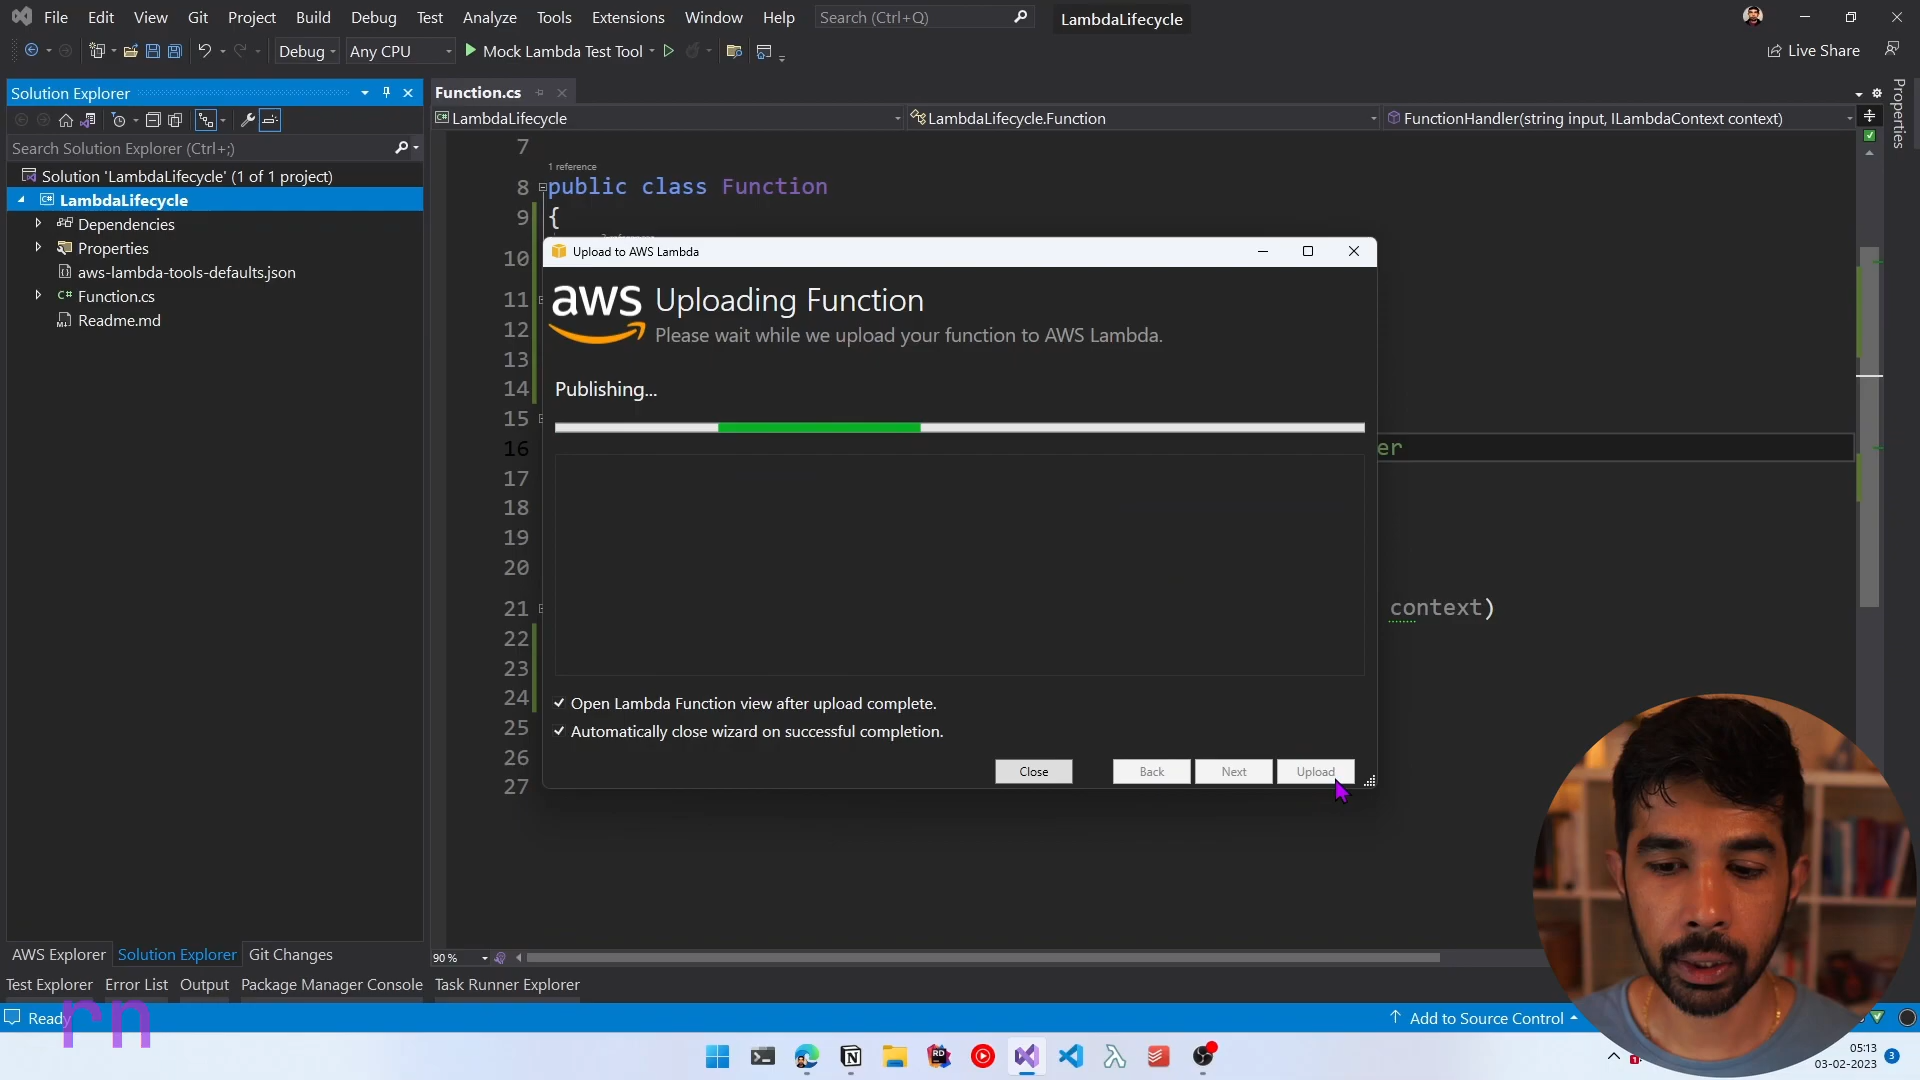 File Edit View Git Project Build Debug Test Analyze Tools Extensions Window Help Search (Ctrl+Q) LambdaLifecycle
Debug Any CPU Mock Lambda Test Tool Live Share
Solution Explorer
Search Solution Explorer (Ctrl+;)
Solution 'LambdaLifecycle' (1 of 1 project)
LambdaLifecycle
Dependencies
Properties
aws-lambda-tools-defaults.json
Function.cs
Readme.md
AWS Explorer Solution Explorer Git Changes
Function.cs
LambdaLifecycle LambdaLifecycle.Function FunctionHandler(string input, ILambdaContext context)
Properties
7
1 reference
8 public class Function
9 {
10
11
12
13
14
15
16 er
17
18
19
20
21 context)
22
23
24
25
26
27
Upload to AWS Lambda
aws Uploading Function
Please wait while we upload your function to AWS Lambda.
Publishing...
Open Lambda Function view after upload complete.
Automatically close wizard on successful completion.
Close Back Next Upload
90 %
Test Explorer Error List Output Package Manager Console Task Runner Explorer
Ready Add to Source Control
rn
RD
05:13
03-02-2023
3
1